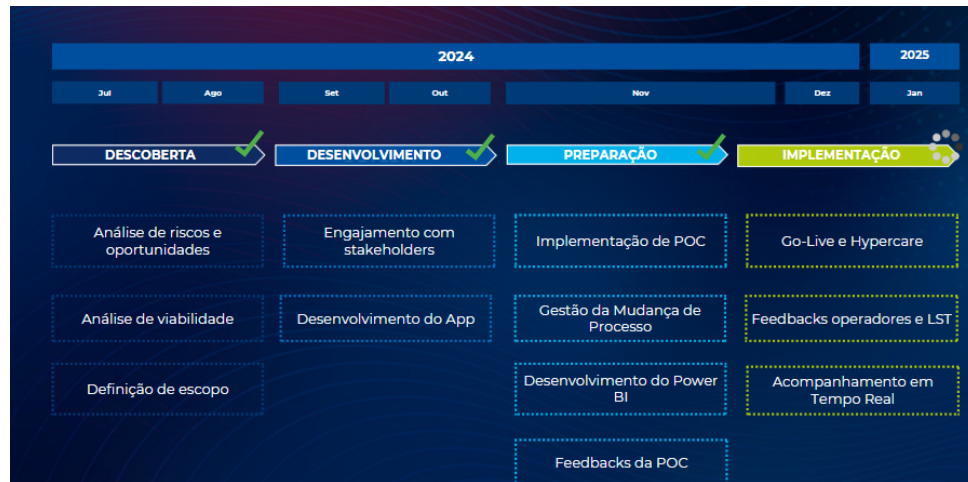 2024
2025
Jul
Ago
Set
Out
Nov
Dez
Jan
DESCOBERTA
DESENVOLVIMENTO
PREPARAÇÃO
IMPLEMENTAÇÃO
Análise de riscos e
oportunidades
Engajamento com
stakeholders
Implementação de POC
Go-Live e Hypercare
Análise de viabilidade
Desenvolvimento do App
Gestão da Mudança de
Processo
Feedbacks operadores e LST
Definição de escopo
Desenvolvimento do Power
BI
Acompanhamento em
Tempo Real
Feedbacks da POC